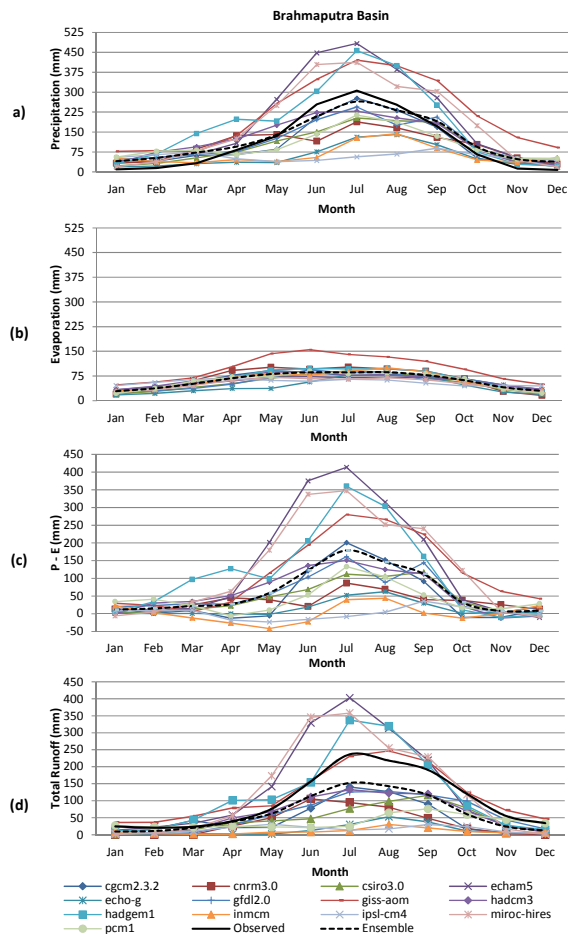 Brahmaputra Basin
a)
Precipitation (mm)
525
450
375
300
225
150
75
0
Jan Feb Mar Apr May Jun Jul Aug Sep Oct Nov Dec
Month
(b)
Evaporation (mm)
525
450
375
300
225
150
75
0
Jan Feb Mar Apr May Jun Jul Aug Sep Oct Nov Dec
Month
(c)
P - E (mm)
450
400
350
300
250
200
150
100
50
0
-50
Jan Feb Mar Apr May Jun Jul Aug Sep Oct Nov Dec
Month
(d)
Total Runoff (mm)
450
400
350
300
250
200
150
100
50
0
Jan Feb Mar Apr May Jun Jul Aug Sep Oct Nov Dec
Month
cgcm2.3.2 cnrm3.0 csiro3.0 echam5
echo-g gfdl2.0 giss-aom hadcm3
hadgem1 inmcm ipsl-cm4 miroc-hires
pcm1 Observed Ensemble